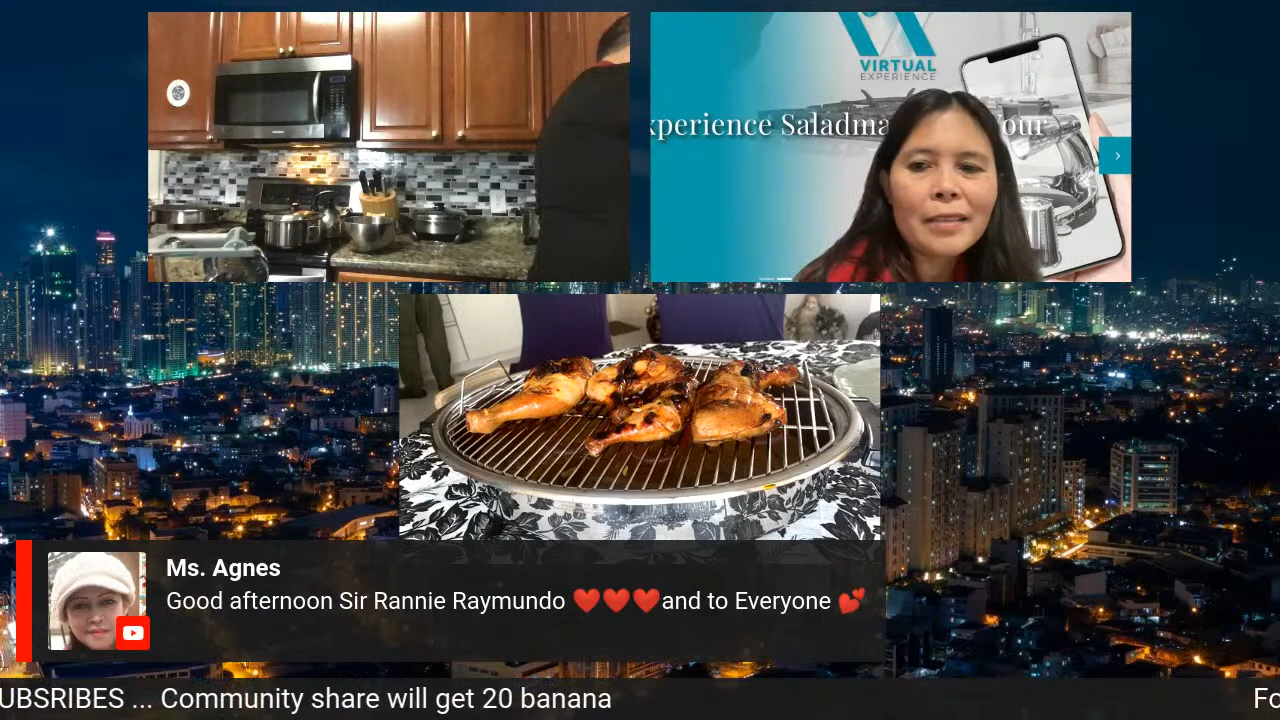 VIRTUAL
EXPERIENCE
xperience Saladma our
Ms. Agnes
Good afternoon Sir Rannie Raymundo ❤️❤️❤️and to Everyone 💕
UBSRIBES ... Community share will get 20 banana
Fo